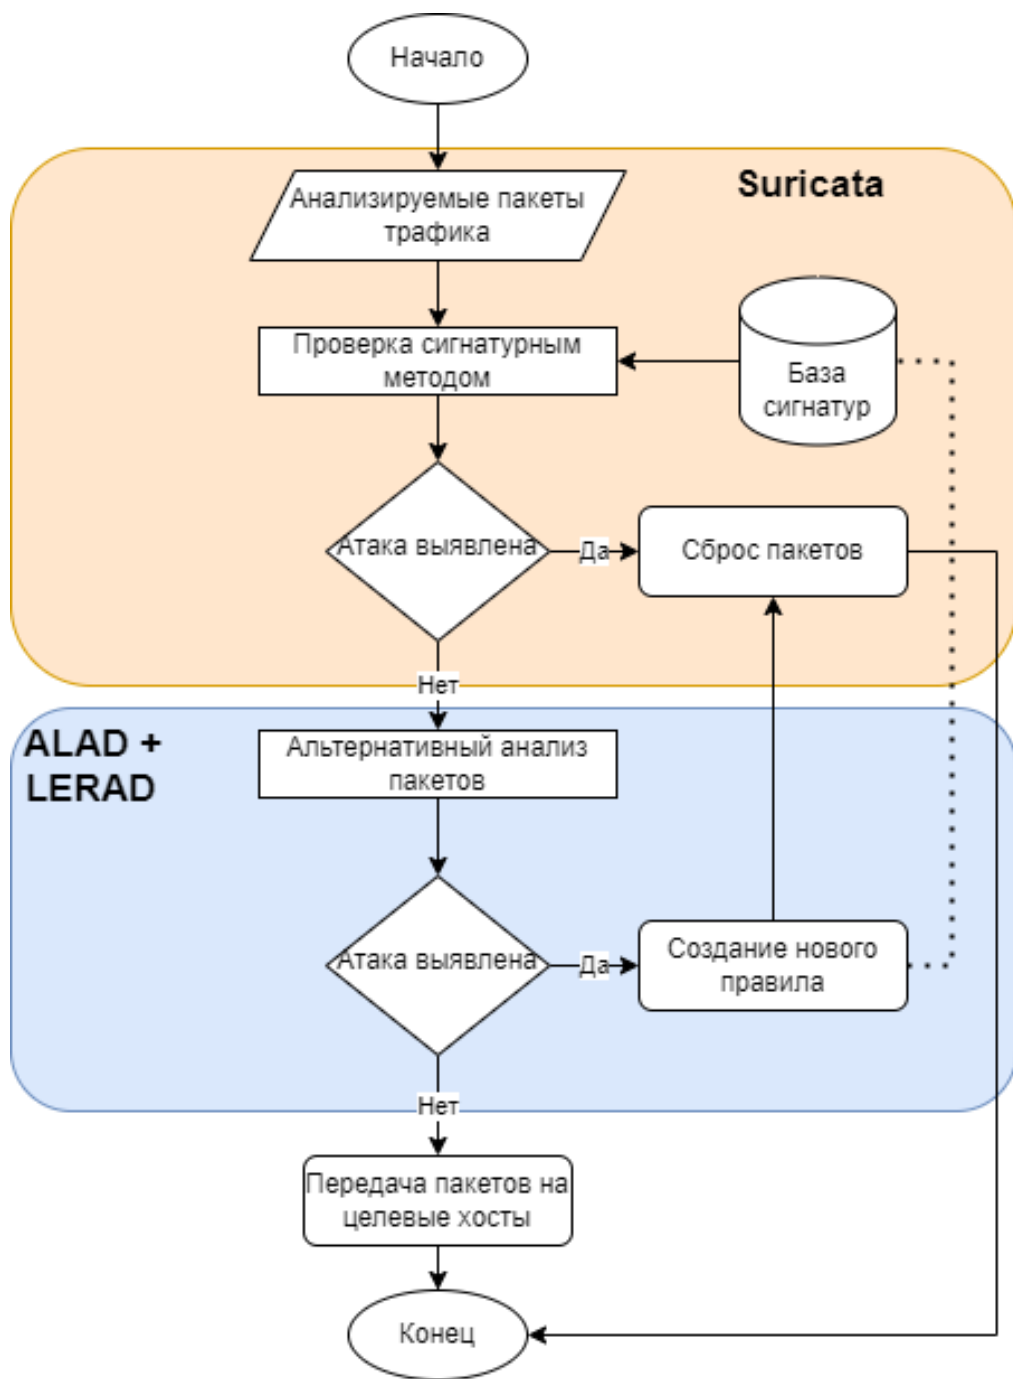 Начало
Suricata
Анализируемые пакеты
трафика
Проверка сигнатурным
методом
База
сигнатур
Атака выявлена
Да
Сброс пакетов
Нет
ALAD +
LERAD
Альтернативный анализ
пакетов
Атака выявлена
Да
Создание нового
правила
Нет
Передача пакетов на
целевые хосты
Конец